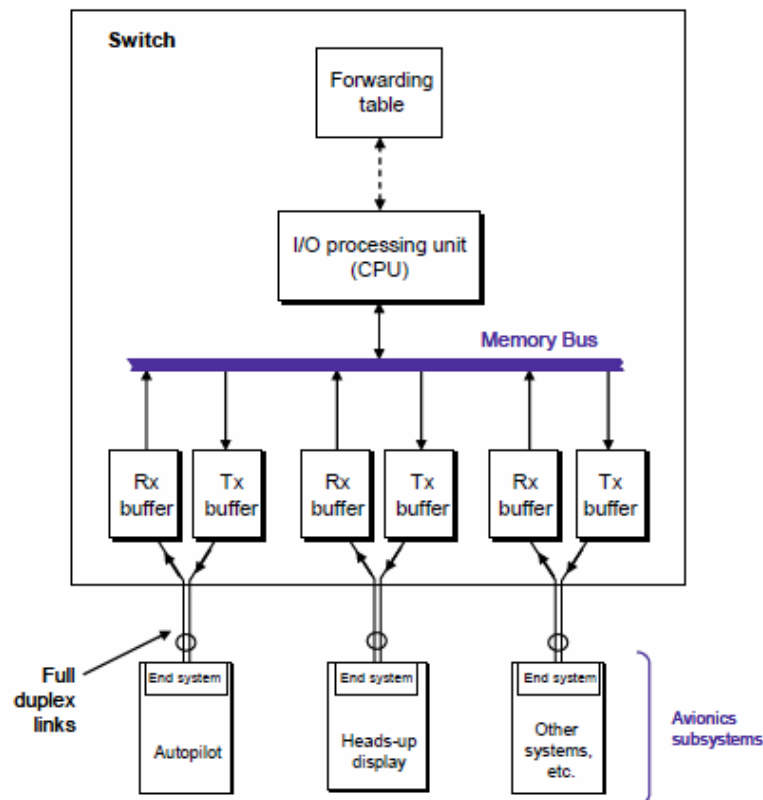 Switch
Forwarding
table
I/O processing unit
(CPU)
Memory Bus
Rx
buffer
Tx
buffer
Rx
buffer
Tx
buffer
Rx
buffer
Tx
buffer
Full
duplex
links
End system
Autopilot
End system
Heads-up
display
End system
Other
systems,
etc.
Avionics
subsystems